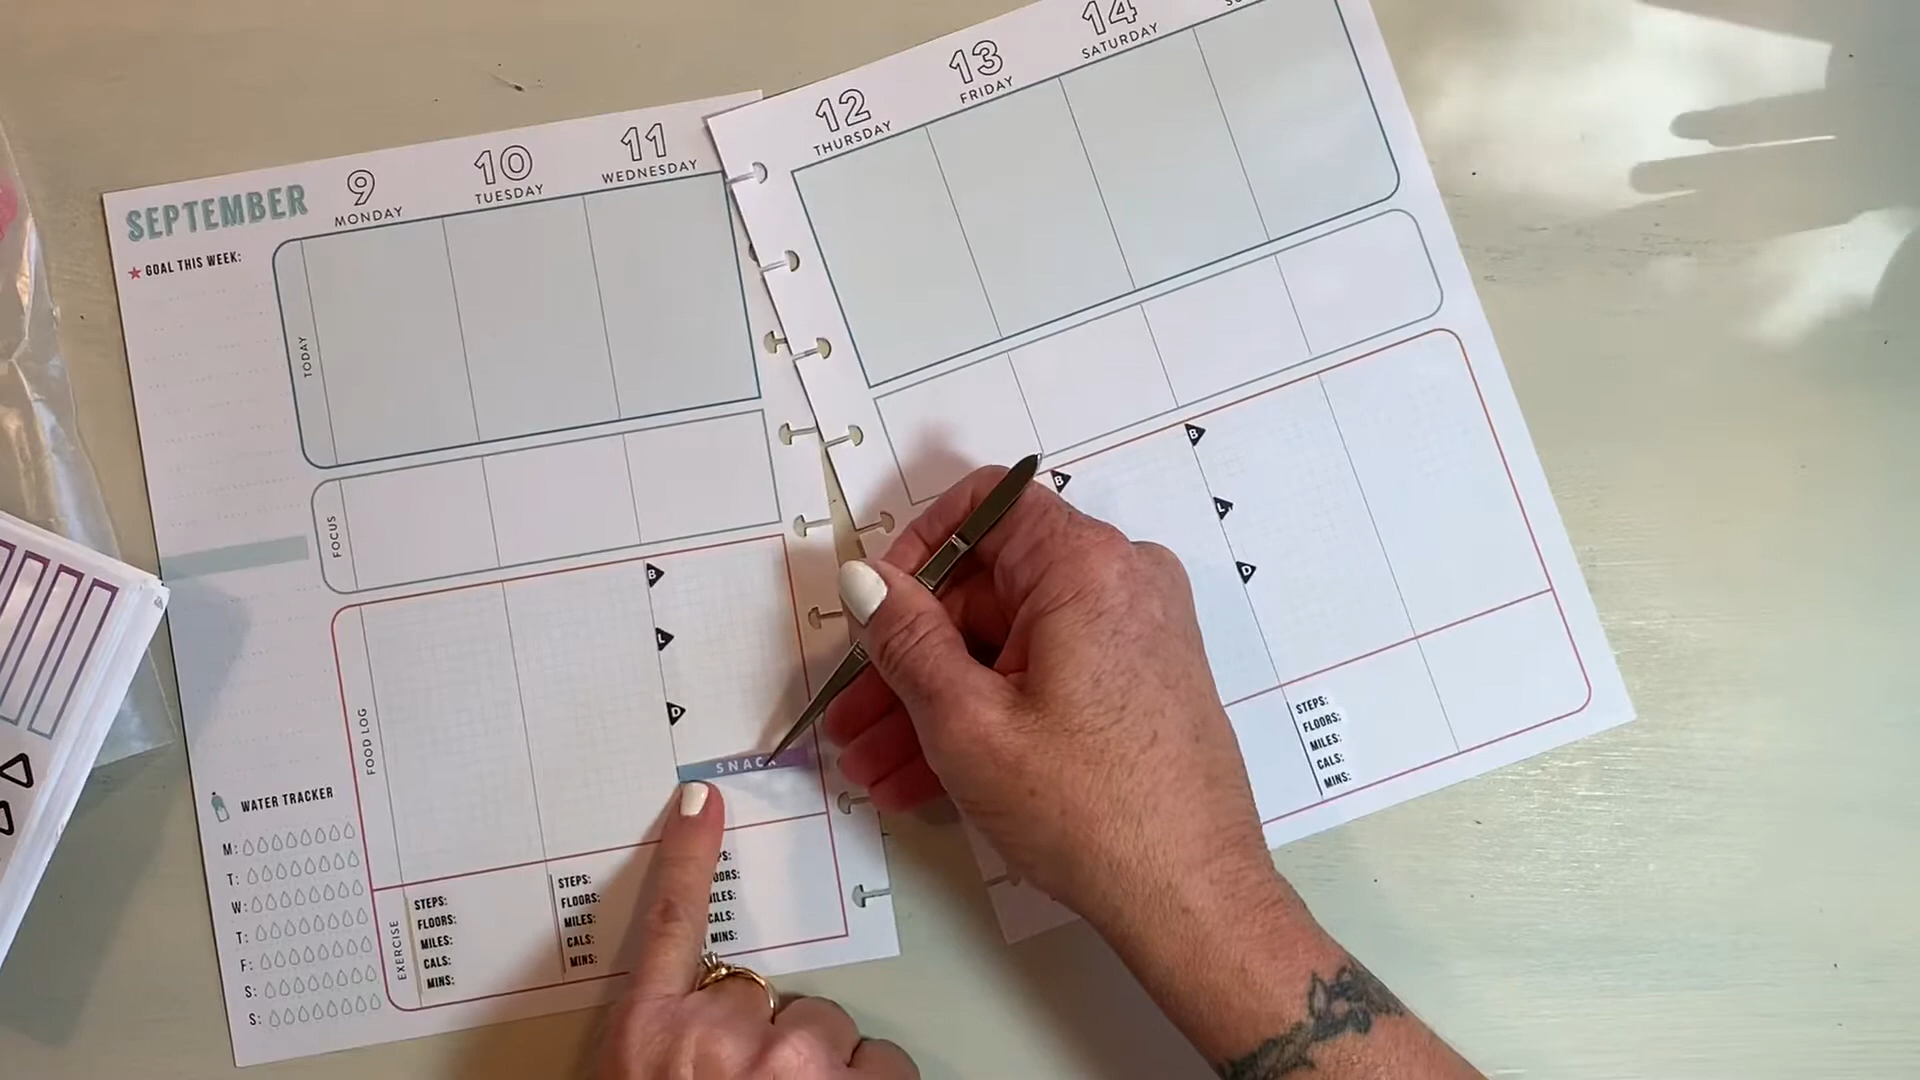 SEPTEMBER
9
MONDAY
10
TUESDAY
11
WEDNESDAY
12
THURSDAY
13
FRIDAY
14
SATURDAY
GOAL THIS WEEK:
TODAY
FOCUS
FOOD LOG
B
L
D
SNACK
B
B
L
D
WATER TRACKER
M:
T:
W:
T:
F:
S:
S:
EXERCISE
STEPS:
FLOORS:
MILES:
CALS:
MINS:
STEPS:
FLOORS:
MILES:
CALS:
MINS:
CALS:
MINS:
STEPS:
FLOORS:
MILES:
CALS:
MINS: